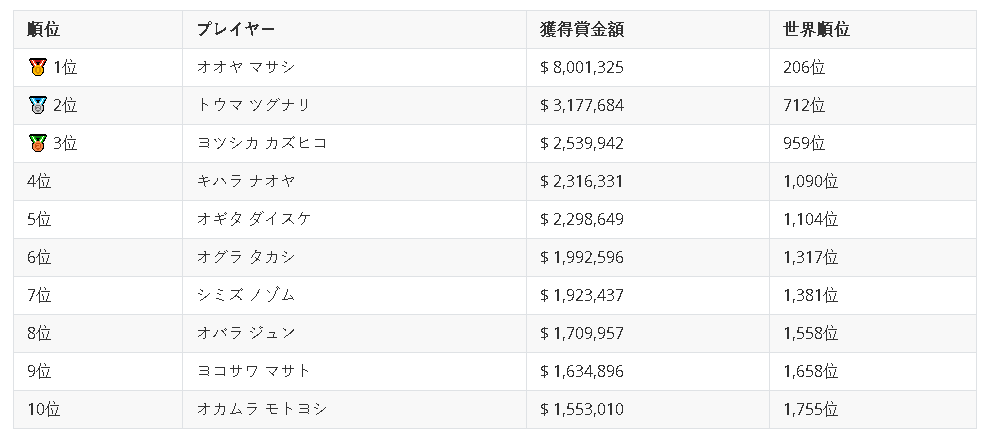 順位 プレイヤー 獲得賞金額 世界順位
1位 オオヤ マサシ $ 8,001,325 206位
2位 トウマ ツグナリ $ 3,177,684 712位
3位 ヨツシカ カズヒコ $ 2,539,942 959位
4位 キハラ ナオヤ $ 2,316,331 1,090位
5位 オギタ ダイスケ $ 2,298,649 1,104位
6位 オグラ タカシ $ 1,992,596 1,317位
7位 シミズ ノゾム $ 1,923,437 1,381位
8位 オバラ ジュン $ 1,709,957 1,558位
9位 ヨコサワ マサト $ 1,634,896 1,658位
10位 オカムラ モトヨシ $ 1,553,010 1,755位